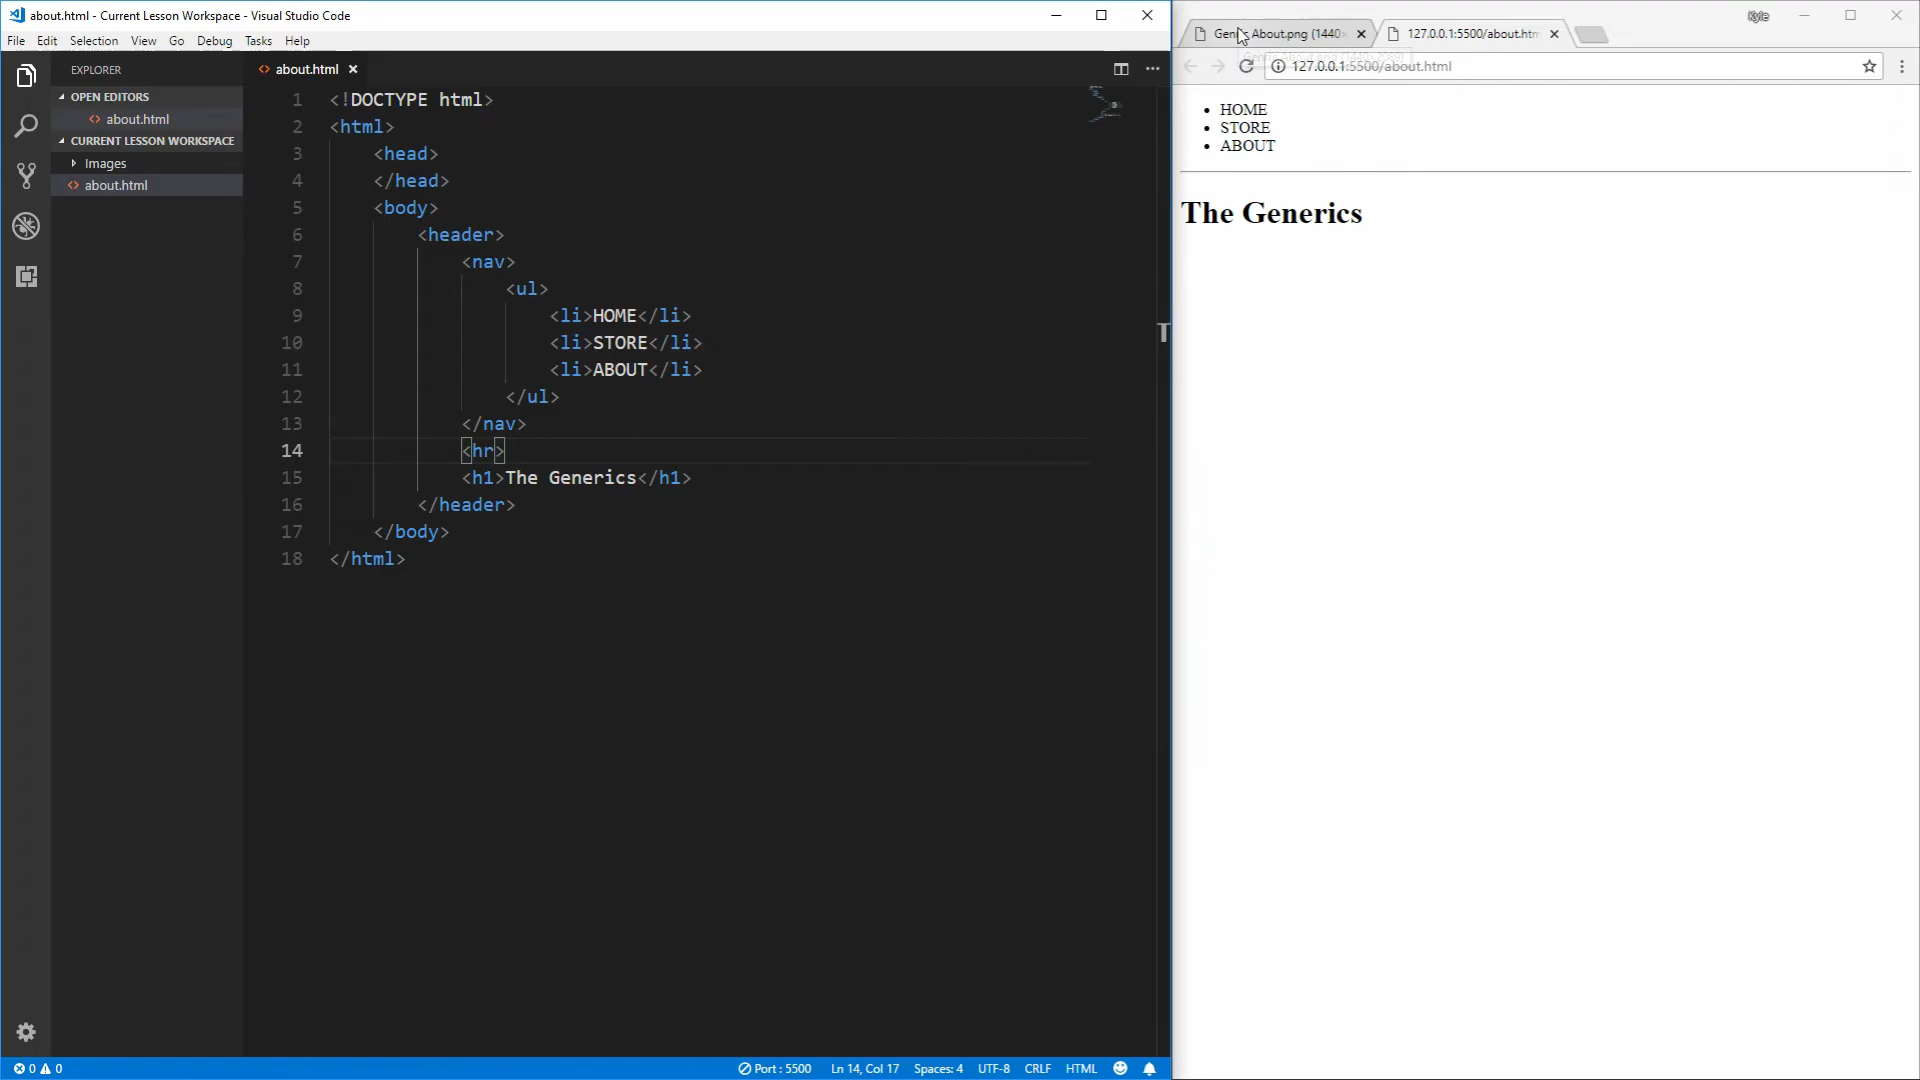 about.html - Current Lesson Workspace - Visual Studio Code
File Edit Selection View Go Debug Tasks Help
EXPLORER
OPEN EDITORS
about.html
CURRENT LESSON WORKSPACE
Images
about.html
about.html
1 <!DOCTYPE html>
2 <html>
3 <head>
4 </head>
5 <body>
6 <header>
7 <nav>
8 <ul>
9 <li>HOME</li>
10 <li>STORE</li>
11 <li>ABOUT</li>
12 </ul>
13 </nav>
14 <hr>
15 <h1>The Generics</h1>
16 </header>
17 </body>
18 </html>
0 0
Port : 5500 Ln 14, Col 17 Spaces: 4 UTF-8 CRLF HTML
Kyle
About.png (1440
127.0.0.1:5500/about.htm
127.0.0.1:5500/about.html
HOME
STORE
ABOUT
The Generics